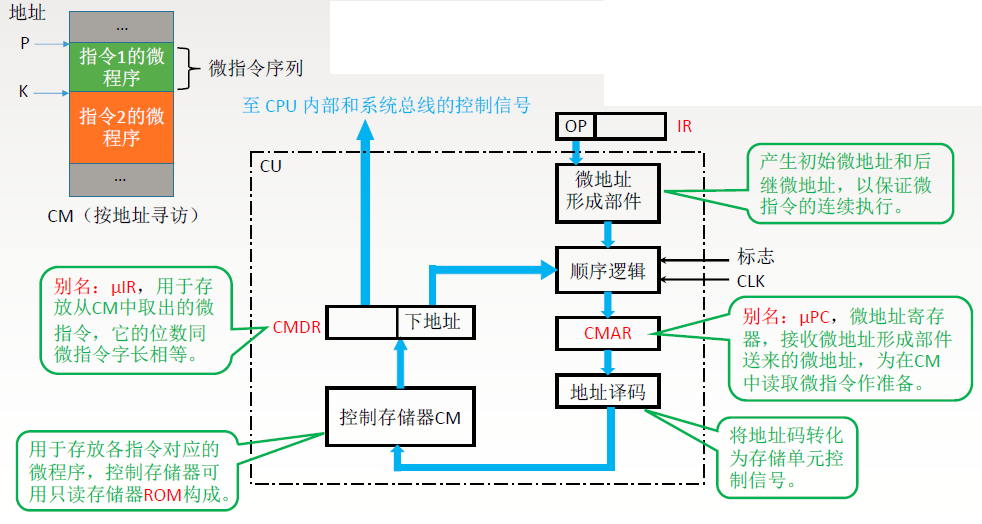 地址
…
P
指令1的微
程序
微指令序列
K
指令2的微
程序
…
CM（按地址寻访）
至 CPU 内部和系统总线的控制信号
OP
IR
CU
微地址
形成部件
产生初始微地址和后
继微地址，以保证微
指令的连续执行。
顺序逻辑
标志
CLK
别名：μIR，用于存
放从CM中取出的微
指令，它的位数同
微指令字长相等。
CMDR
下地址
CMAR
别名：μPC，微地址寄存
器，接收微地址形成部件
送来的微地址，为在CM
中读取微指令作准备。
地址译码
控制存储器CM
用于存放各指令对应的
微程序，控制存储器可
用只读存储器ROM构成。
将地址码转化
为存储单元控
制信号。